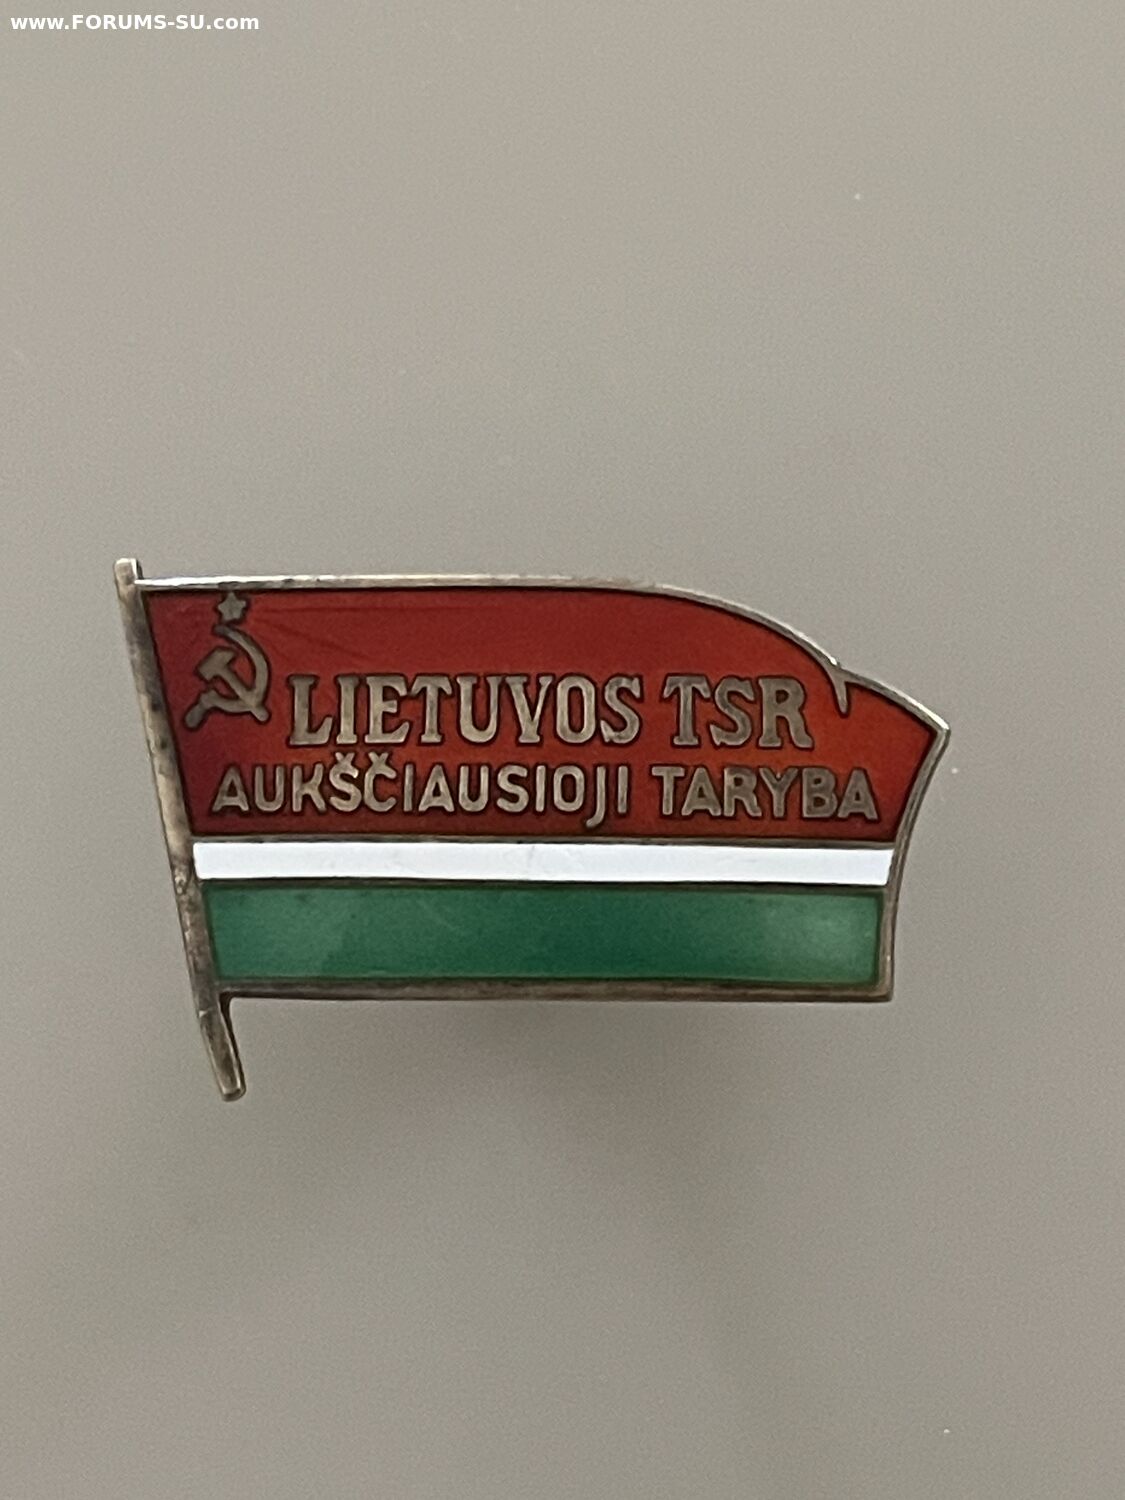 www.FORUMS-SU.com
LIETUVOS TSR
AUKŠČIAUSIOJI TARYBA